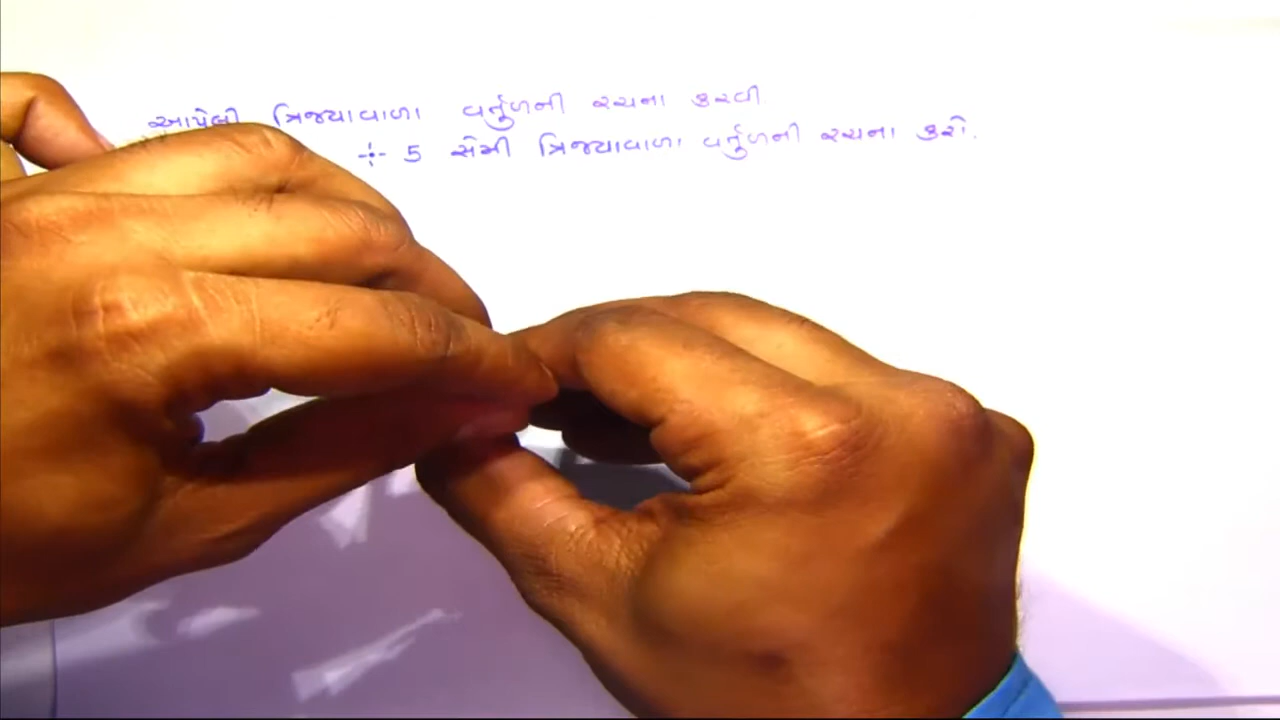 આપેલી ત્રિજ્યાવાળા વર્તુળની રચના કરવી
÷ 5 સેમી ત્રિજ્યાવાળા વર્તુળની રચના કરો.